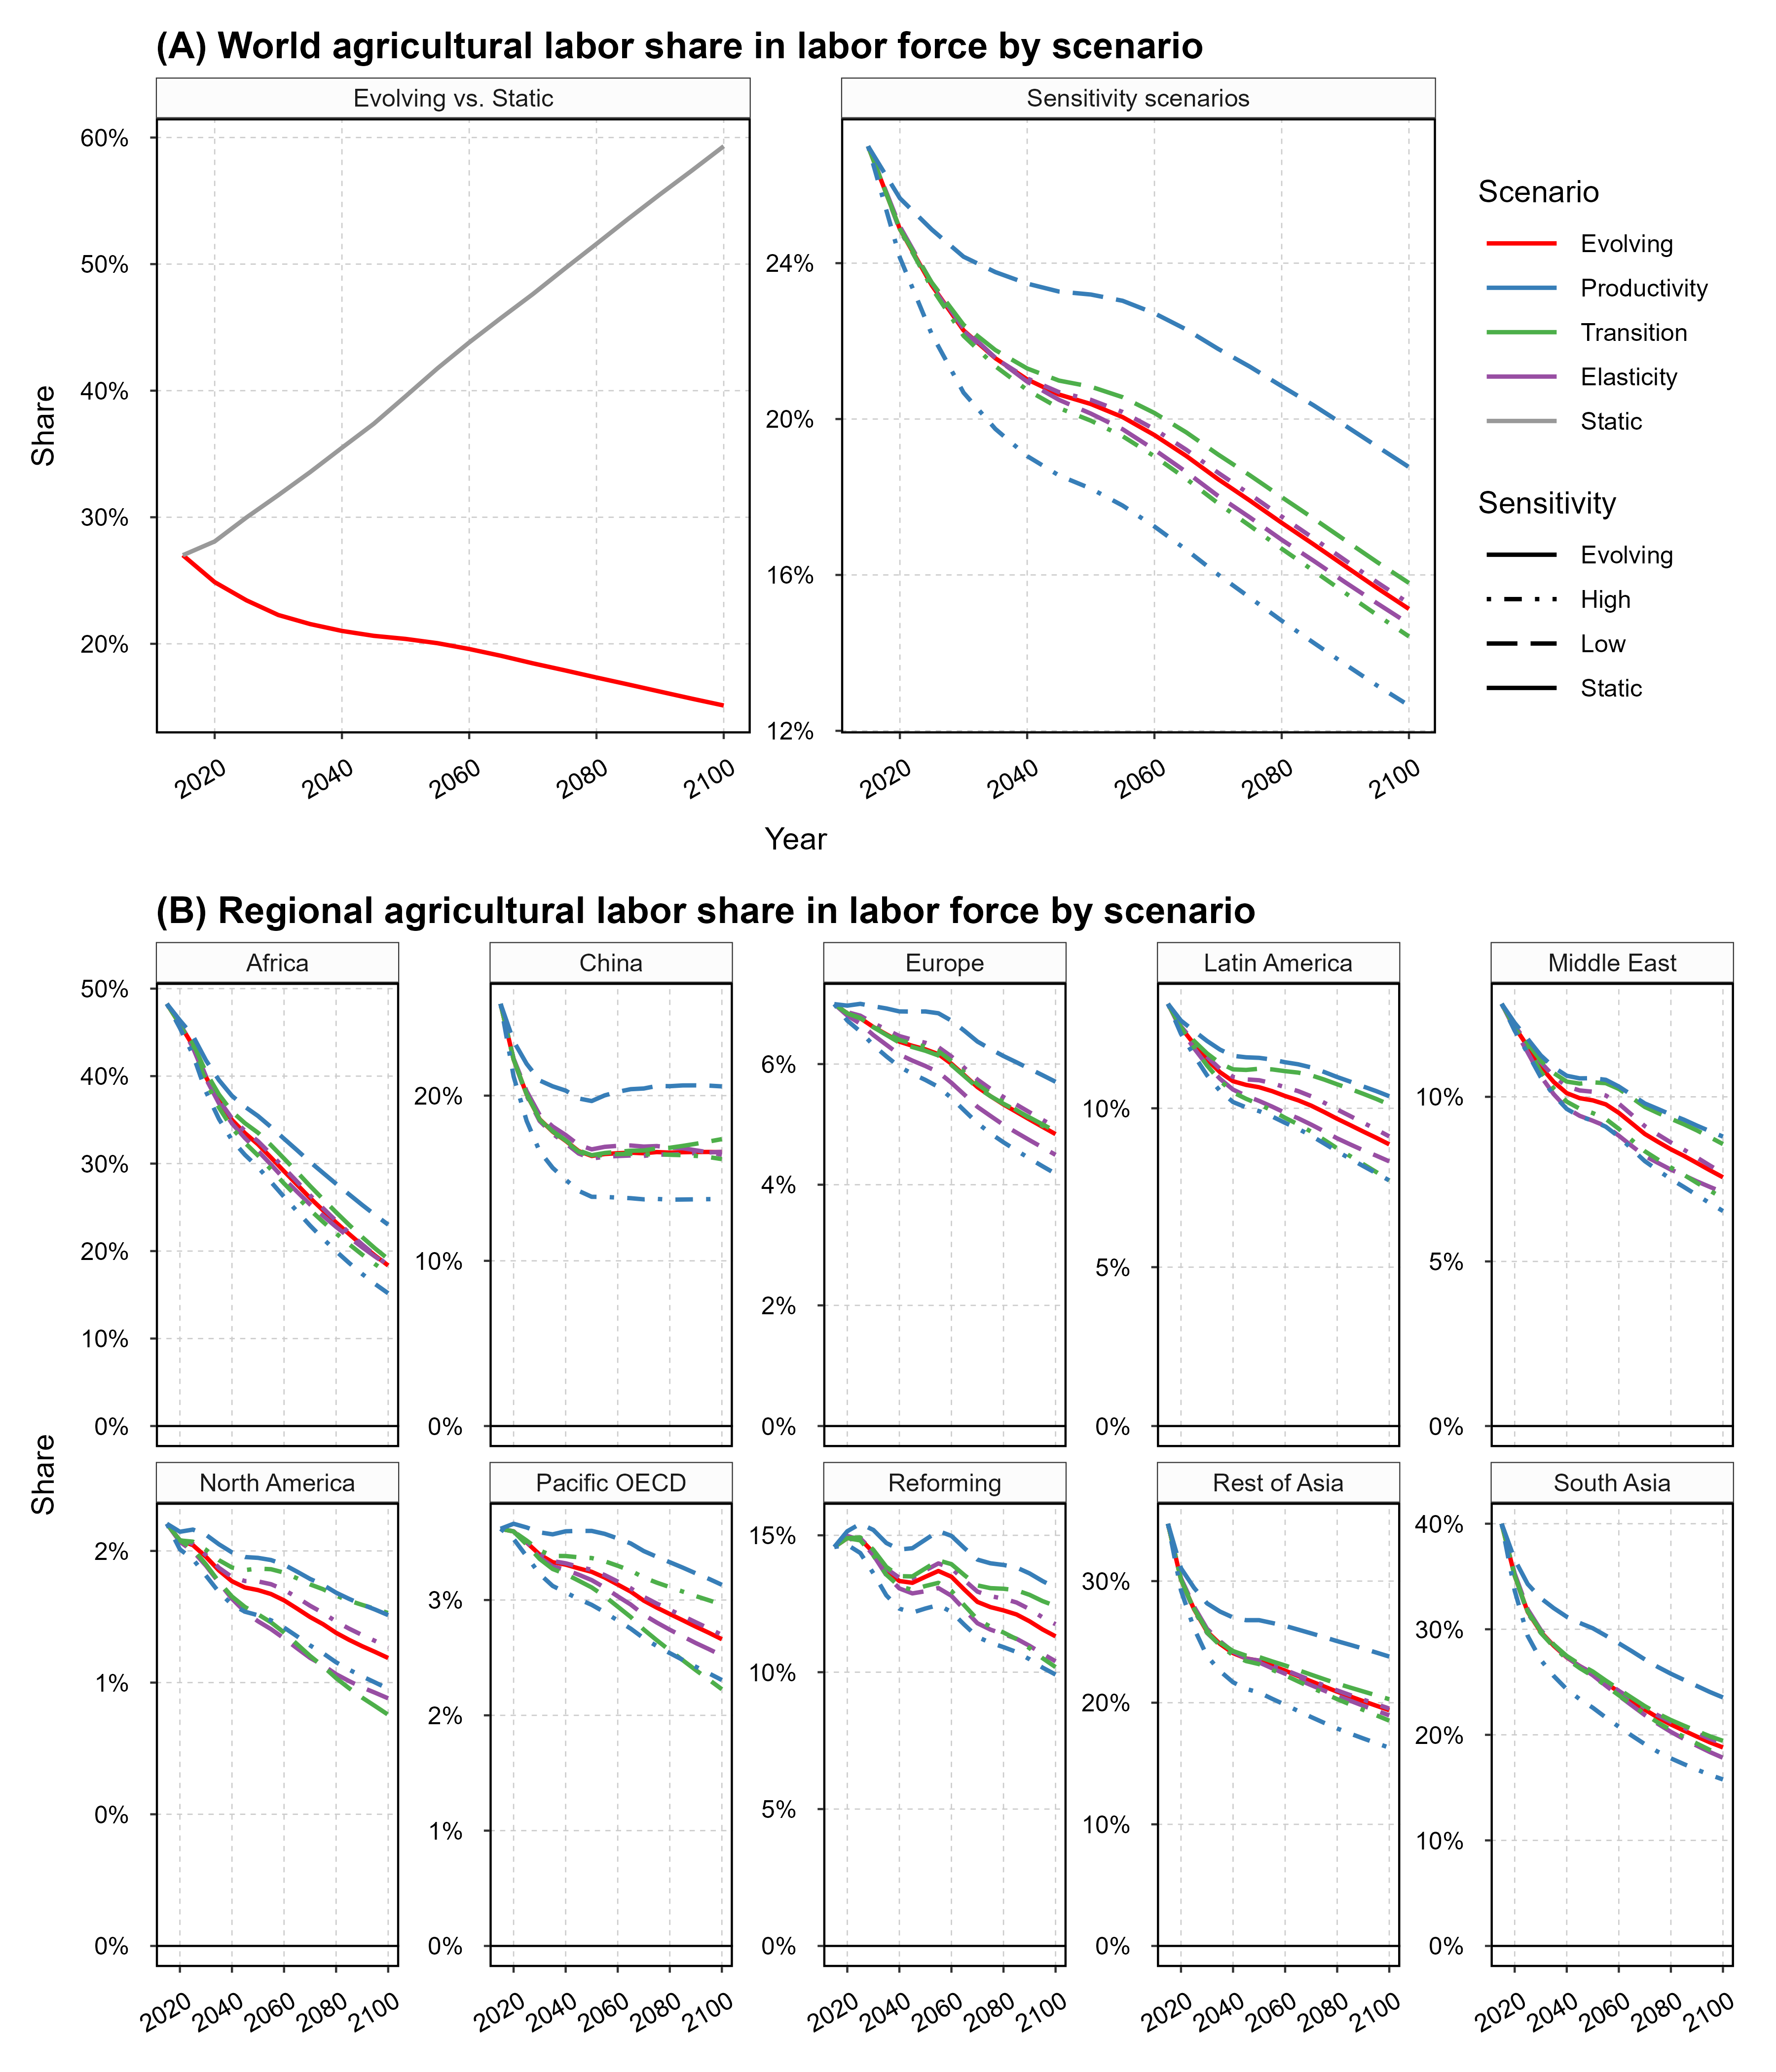 (A) World agricultural labor share in labor force by scenario
Evolving vs. Static
Sensitivity scenarios
60%
50%
40%
30%
20%
24%
20%
16%
12%
Share
2020 2040 2060 2080 2100
2020 2040 2060 2080 2100
Year
Scenario
Evolving
Productivity
Transition
Elasticity
Static
Sensitivity
Evolving
High
Low
Static
(B) Regional agricultural labor share in labor force by scenario
Africa
China
Europe
Latin America
Middle East
50%
40%
30%
20%
10%
0%
20%
10%
0%
6%
4%
2%
0%
10%
5%
0%
10%
5%
0%
Share
North America
Pacific OECD
Reforming
Rest of Asia
South Asia
2%
1%
0%
0%
3%
2%
1%
0%
15%
10%
5%
0%
30%
20%
10%
0%
40%
30%
20%
10%
0%
2020 2040 2060 2080 2100
2020 2040 2060 2080 2100
2020 2040 2060 2080 2100
2020 2040 2060 2080 2100
2020 2040 2060 2080 2100